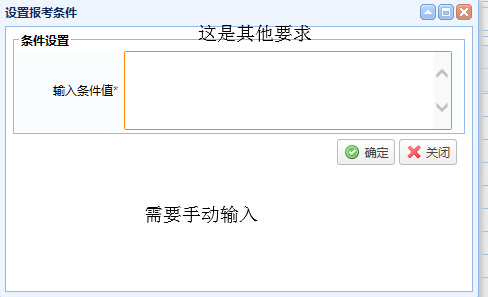 设置报考条件
这是其他要求
条件设置
输入条件值*
确定 关闭
需要手动输入